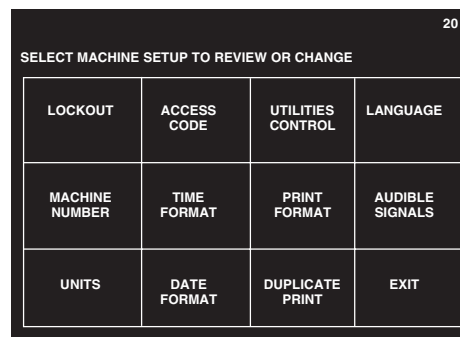 20
SELECT MACHINE SETUP TO REVIEW OR CHANGE
LOCKOUT
ACCESS
CODE
UTILITIES
CONTROL
LANGUAGE
MACHINE
NUMBER
TIME
FORMAT
PRINT
FORMAT
AUDIBLE
SIGNALS
UNITS
DATE
FORMAT
DUPLICATE
PRINT
EXIT